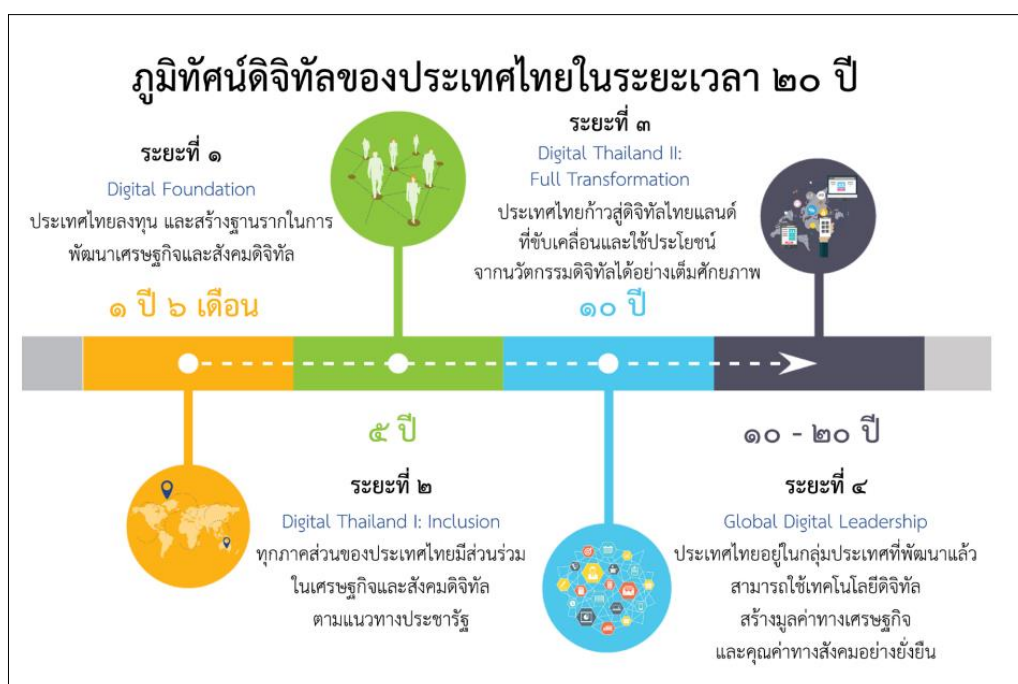 ภูมิทัศน์ดิจิทัลของประเทศไทยในระยะเวลา ๒๐ ปี
ระยะที่ ๑
Digital Foundation
ประเทศไทยลงทุน และสร้างฐานรากในการ
พัฒนาเศรษฐกิจและสังคมดิจิทัล
๑ ปี ๖ เดือน
๕ ปี
ระยะที่ ๒
Digital Thailand I: Inclusion
ทุกภาคส่วนของประเทศไทยมีส่วนร่วม
ในเศรษฐกิจและสังคมดิจิทัล
ตามแนวทางประชารัฐ
ระยะที่ ๓
Digital Thailand II:
Full Transformation
ประเทศไทยก้าวสู่ดิจิทัลไทยแลนด์
ที่ขับเคลื่อนและใช้ประโยชน์
จากนวัตกรรมดิจิทัลได้อย่างเต็มศักยภาพ
๑๐ ปี
๑๐ - ๒๐ ปี
ระยะที่ ๔
Global Digital Leadership
ประเทศไทยอยู่ในกลุ่มประเทศที่พัฒนาแล้ว
สามารถใช้เทคโนโลยีดิจิทัล
สร้างมูลค่าทางเศรษฐกิจ
และคุณค่าทางสังคมอย่างยั่งยืน